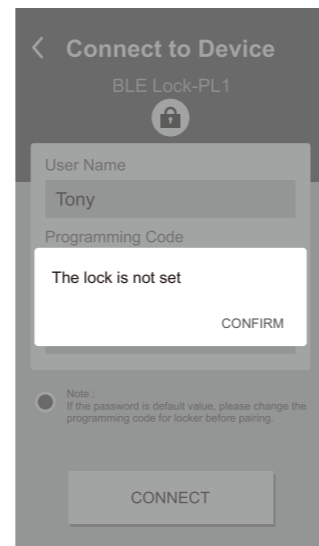 Connect to Device
BLE Lock-PL1
User Name
Tony
Programming Code
The lock is not set
CONFIRM
Note :
If the password is default value, please change the
programming code for locker before pairing.
CONNECT